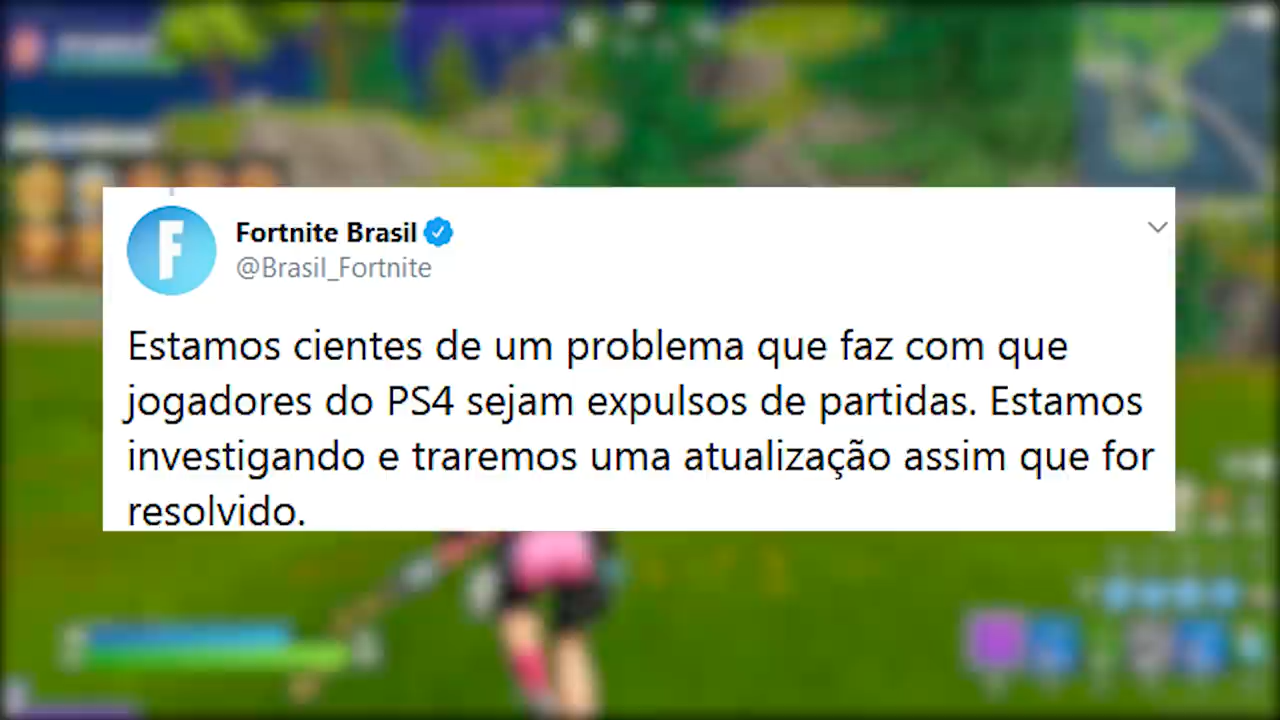 Fortnite Brasil
@Brasil_Fortnite
Estamos cientes de um problema que faz com que
jogadores do PS4 sejam expulsos de partidas. Estamos
investigando e traremos uma atualização assim que for
resolvido.